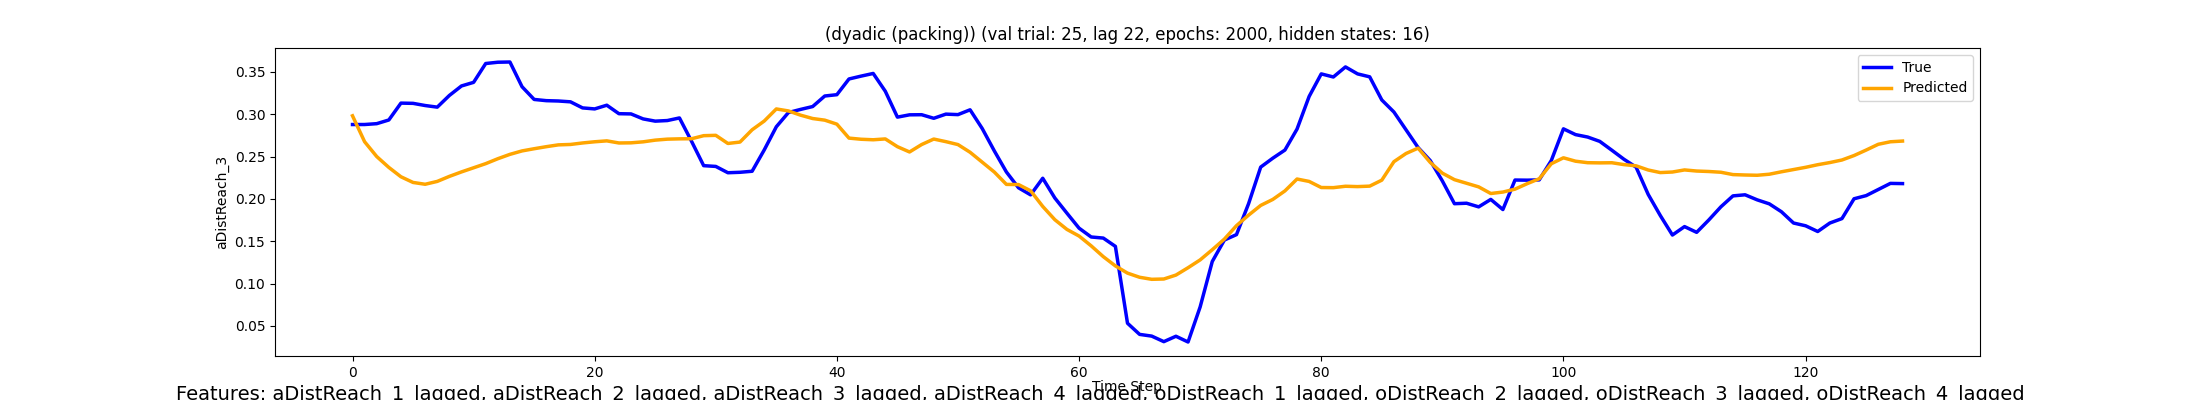 (dyadic (packing)) (val trial: 25, lag 22, epochs: 2000, hidden states: 16)
True
Predicted
aDistReach_3
0.35
0.30
0.25
0.20
0.15
0.10
0.05
0 20 40 60 80 100 120
Time Step
Features: aDistReach_1_lagged, aDistReach_2_lagged, aDistReach_3_lagged, aDistReach_4_lagged, oDistReach_1_lagged, oDistReach_2_lagged, oDistReach_3_lagged, oDistReach_4_lagged